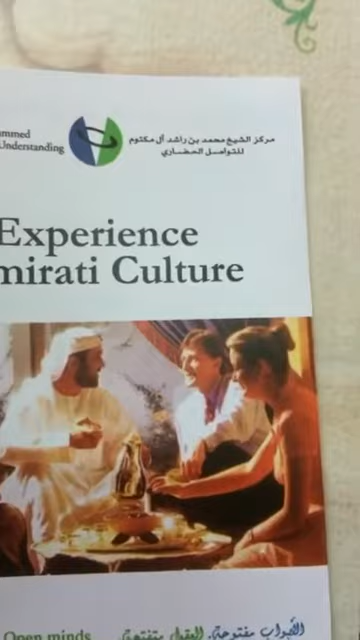 mmed
Understanding
مركز الشيخ محمد بن راشد آل مكتوم
للتواصل الحضاري
Experience
mirati Culture
Open minds
الأبواب مفتوحة. العقول متفتحة.